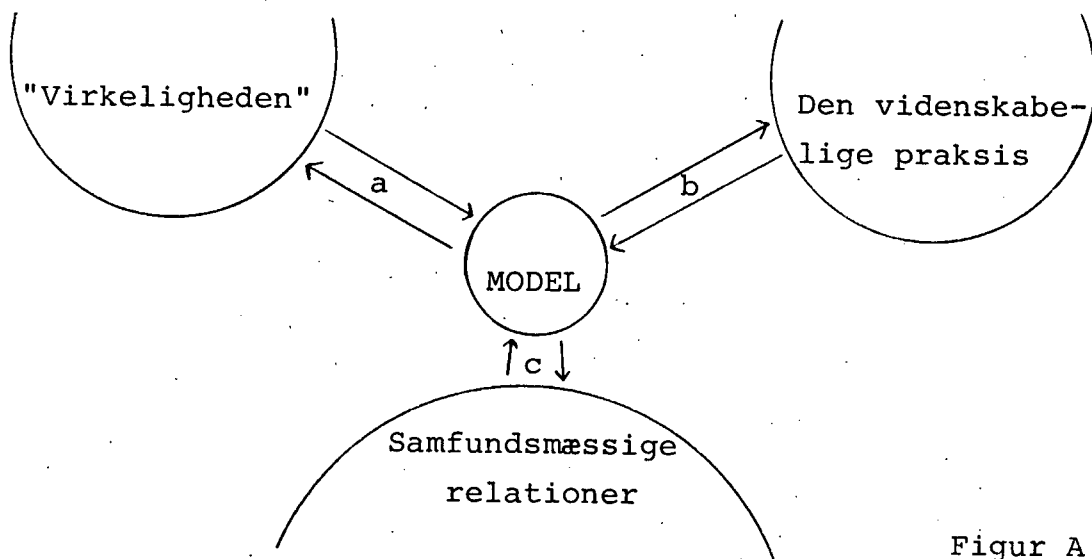 "Virkeligheden"
Den videnskabe-
lige praksis
a
b
MODEL
c
Samfundsmæssige
relationer
Figur A